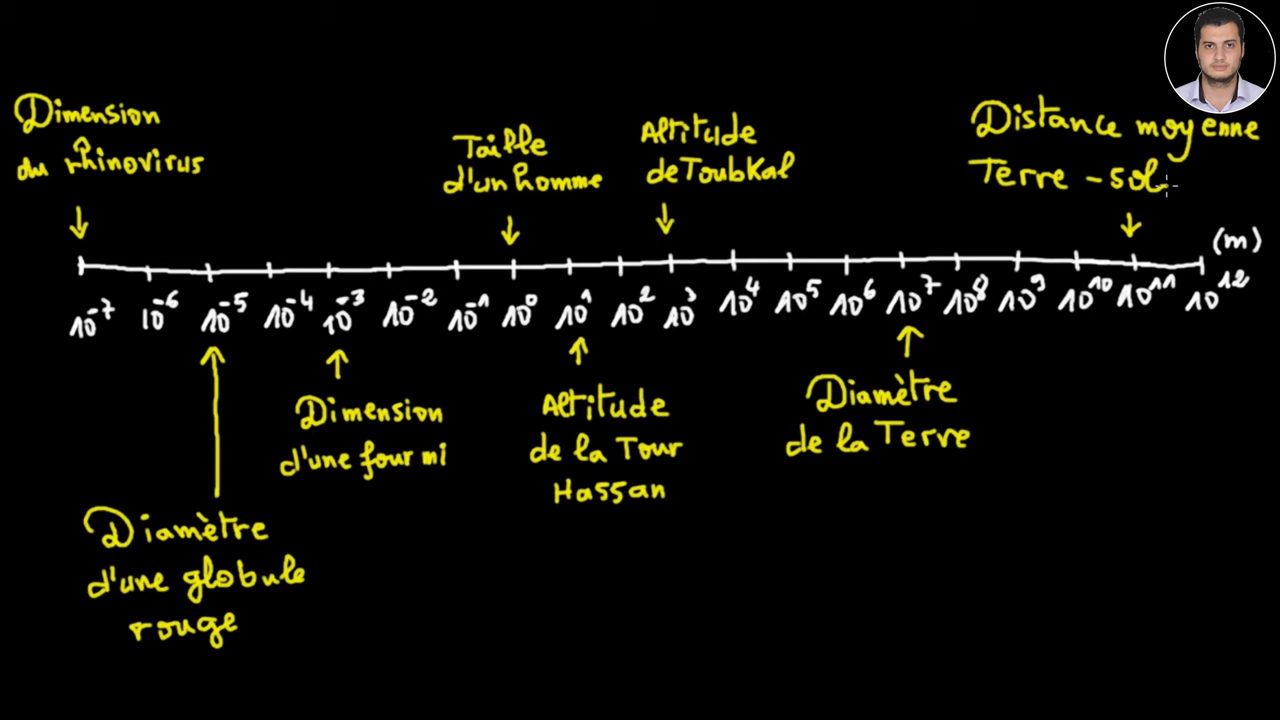 Dimension
du rhinovirus
Taille
d'un homme
Altitude
de Toubkal
Distance moyenne
Terre - Sol
(m)
10⁻⁷ 10⁻⁶ 10⁻⁵ 10⁻⁴ 10⁻³ 10⁻² 10⁻¹ 10⁰ 10¹ 10² 10³ 10⁴ 10⁵ 10⁶ 10⁷ 10⁸ 10⁹ 10¹⁰ 10¹¹ 10¹²
Dimension
d'une fourmi
Altitude
de la Tour
Hassan
Diamètre
de la Terre
Diamètre
d'une globule
rouge